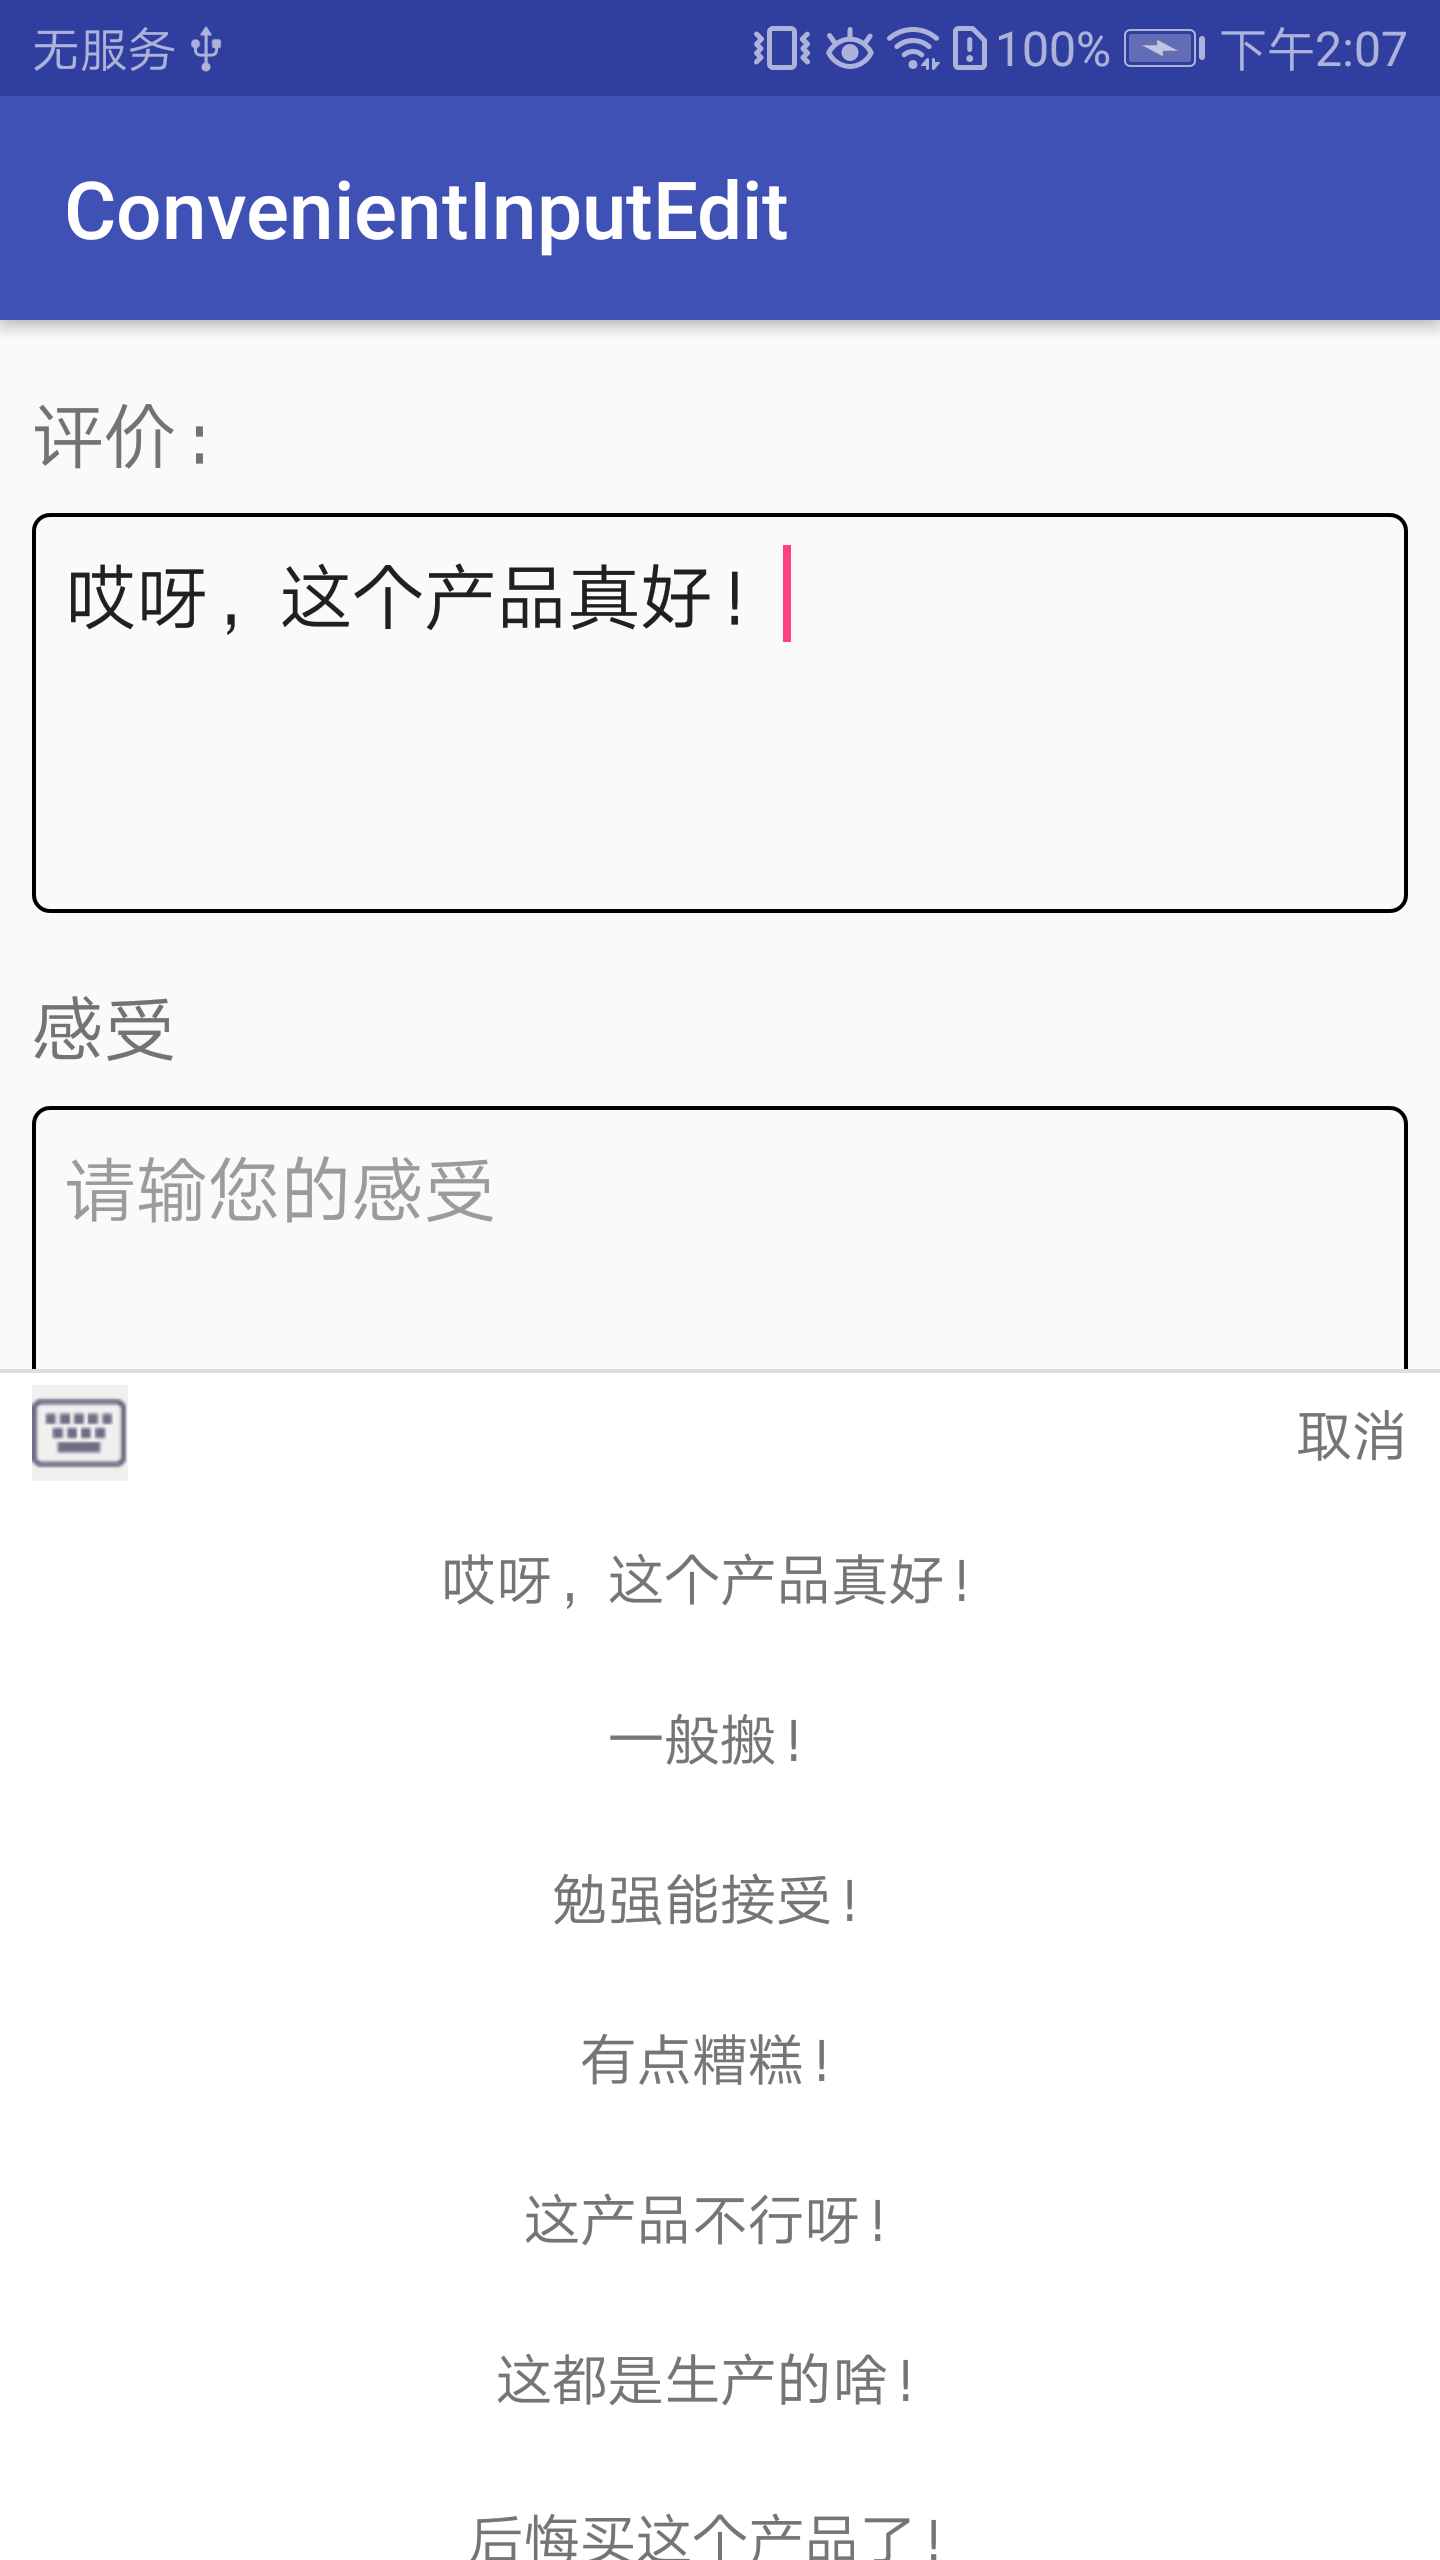 无服务 100% 下午2:07
ConvenientInputEdit
评价:
哎呀，这个产品真好!
感受
请输您的感受
取消
哎呀，这个产品真好!
一般搬!
勉强能接受!
有点糟糕!
这产品不行呀!
这都是生产的啥!
后悔买这个产品了!